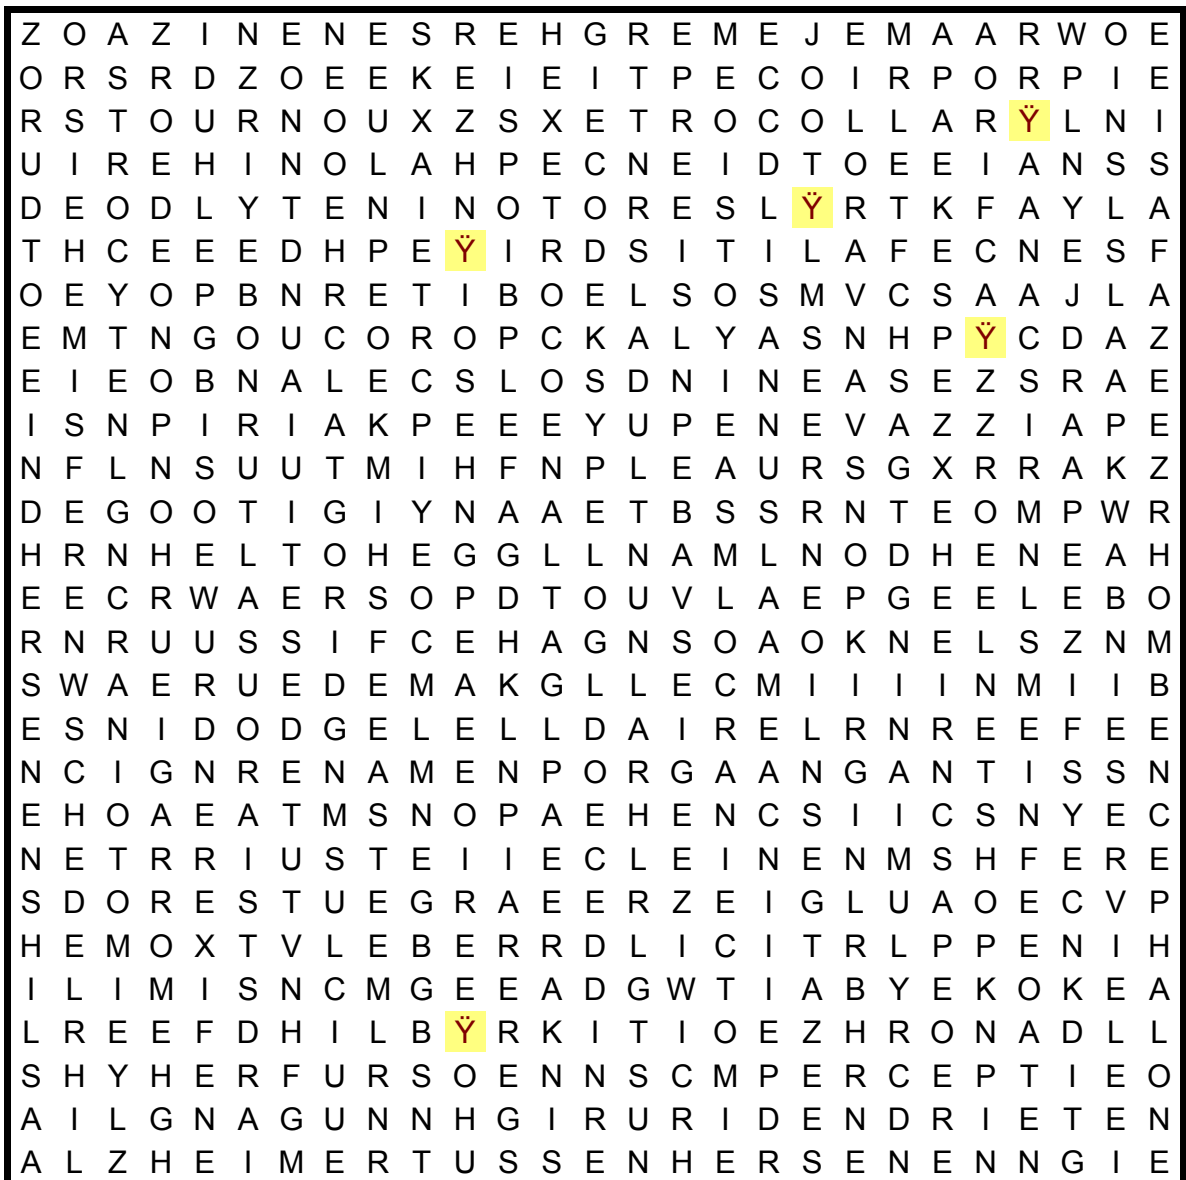 Z O A Z I N E N E S R E H G R E M E J E M A A R W O E
O R S R D Z O E E K E I E I T P E C O I R P O R P I E
R S T O U R N O U X Z S X E T R O C O L L A R Ÿ L N I
U I R E H I N O L A H P E C N E I D T O E E I A N S S
D E O D L Y T E N I N O T O R E S L Ÿ R T K F A Y L A
T H C E E E D H P E Ÿ I R D S I T I L A F E C N E S F
O E Y O P B N R E T I B O E L S O S M V C S A A J L A
E M T N G O U C O R O P C K A L Y A S N H P Ÿ C D A Z
E I E O B N A L E C S L O S D N I N E A S E Z S R A E
I S N P I R I A K P E E E Y U P E N E V A Z Z I A P E
N F L N S U U T M I H F N P L E A U R S G X R R A K Z
D E G O O T I G I Y N A A E T B S S R N T E O M P W R
H R N H E L T O H E G G L L N A M L N O D H E N E A H
E E C R W A E R S O P D T O U V L A E P G E E L E B O
R N R U U S S I F C E H A G N S O A O K N E L S Z N M
S W A E R U E D E M A K G L L E C M I I I I N M I I B
E S N I D O D G E L E L L D A I R E L R N R E E F E E
N C I G N R E N A M E N P O R G A A N G A N T I S S N
E H O A E A T M S N O P A E H E N C S I I C S N Y E C
N E T R R I U S T E I I E C L E I N E N M S H F E R E
S D O R E S T U E G R A E E R Z E I G L U A O E C V P
H E M O X T V L E B E R R D L I C I T R L P P E N I H
I L I M I S N C M G E E A D G W T I A B Y E K O K E A
L R E E F D H I L B Ÿ R K I T I O E Z H R O N A D L L
S H Y H E R F U R S O E N N S C M P E R C E P T I E O
A I L G N A G U N N H G I R U R I D E N D R I E T E N
A L Z H E I M E R T U S S E N H E R S E N E N N G I E